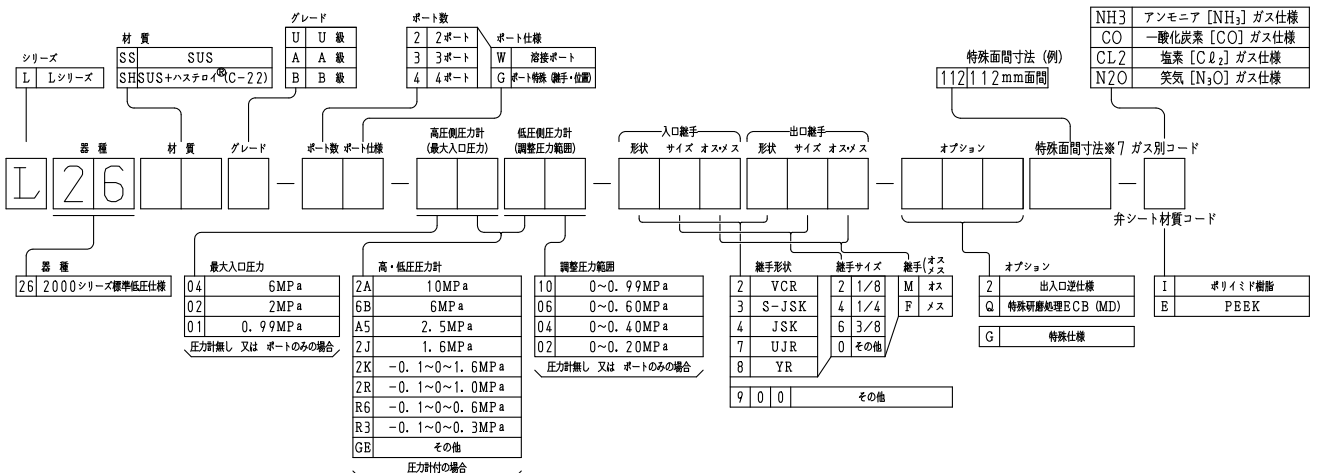 NH3 アンモニア [NH₃] ガス仕様
CO 一酸化炭素 [CO] ガス仕様
CL2 塩素 [Cℓ₂] ガス仕様
N2O 笑気 [N₃O] ガス仕様
特殊面間寸法 (例)
112 112mm面間
グレード
U U 級
A A 級
B B 級
ポート数
2 2ポート
3 3ポート
4 4ポート
ポート仕様
W 溶接ポート
G ポート特殊 (継手・位置)
材 質
SS SUS
SH SUS+ハステロイ®(C-22)
シリーズ
L Lシリーズ
器 種
材 質
グレード
ポート数 ポート仕様
高圧側圧力計
(最大入口圧力)
低圧側圧力計
(調整圧力範囲)
入口継手
形状 サイズ オス・メス
出口継手
形状 サイズ オス・メス
オプション
特殊面間寸法※7 ガス別コード
L 2 6 － － － － －
弁シート材質コード
器 種
26 2000シリーズ標準低圧仕様
最大入口圧力
04 6MPa
02 2MPa
01 0. 99MPa
圧力計無し 又は ポートのみの場合
高・低圧圧力計
2A 10MPa
6B 6MPa
A5 2. 5MPa
2J 1. 6MPa
2K -0. 1~0~1. 6MPa
2R -0. 1~0~1. 0MPa
R6 -0. 1~0~0. 6MPa
R3 -0. 1~0~0. 3MPa
GE その他
圧力計付の場合
調整圧力範囲
10 0~0. 99MPa
06 0~0. 60MPa
04 0~0. 40MPa
02 0~0. 20MPa
圧力計無し 又は ポートのみの場合
継手形状
2 VCR
3 S-JSK
4 JSK
7 UJR
8 YR
9 0 0 その他
継手サイズ
2 1/8
4 1/4
6 3/8
0 その他
継手(オス
メス
M オス
F メス
オプション
2 出入口逆仕様
Q 特殊研磨処理ECB (MD)
G 特殊仕様
I ポリイミド樹脂
E PEEK